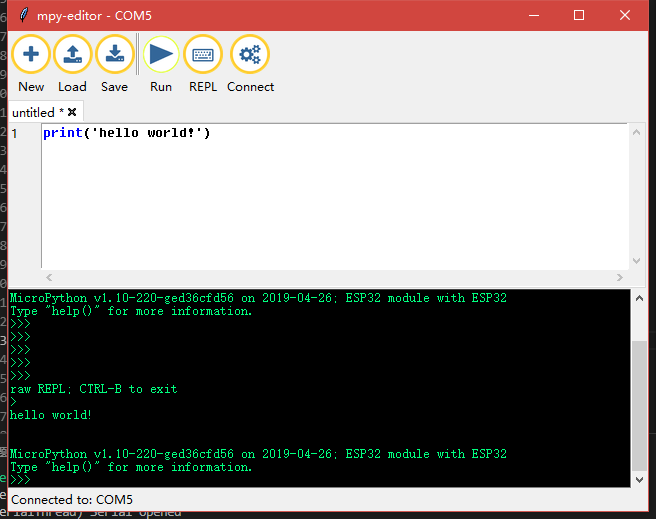 mpy-editor - COM5
New Load Save Run REPL Connect
untitled *
1 print('hello world!')
MicroPython v1.10-220-ged36cfd56 on 2019-04-26; ESP32 module with ESP32
Type "help()" for more information.
>>>
>>>
>>>
>>>
>>>
raw REPL; CTRL-B to exit
>
hello world!
MicroPython v1.10-220-ged36cfd56 on 2019-04-26; ESP32 module with ESP32
Type "help()" for more information.
>>>
Connected to: COM5